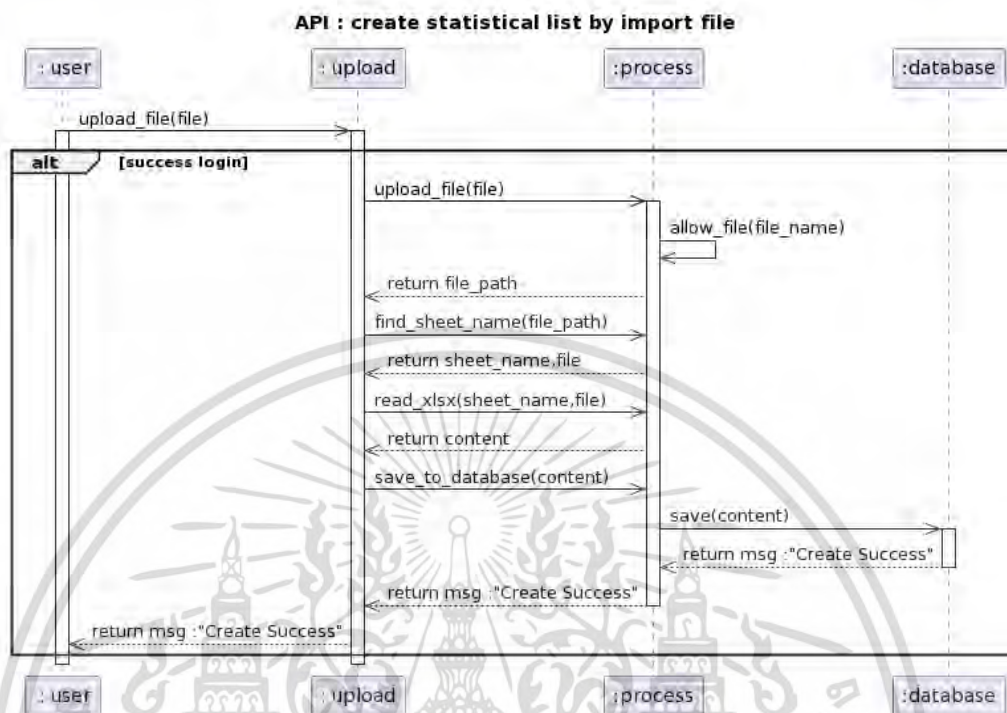 API : create statistical list by import file
: user
: upload
:process
:database
upload_file(file)
alt
[success login]
upload_file(file)
allow_file(file_name)
return file_path
find_sheet_name(file_path)
return sheet_name,file
read_xlsx(sheet_name,file)
return content
save_to_database(content)
save(content)
return msg :"Create Success"
return msg :"Create Success"
return msg :"Create Success"
: user
: upload
:process
:database